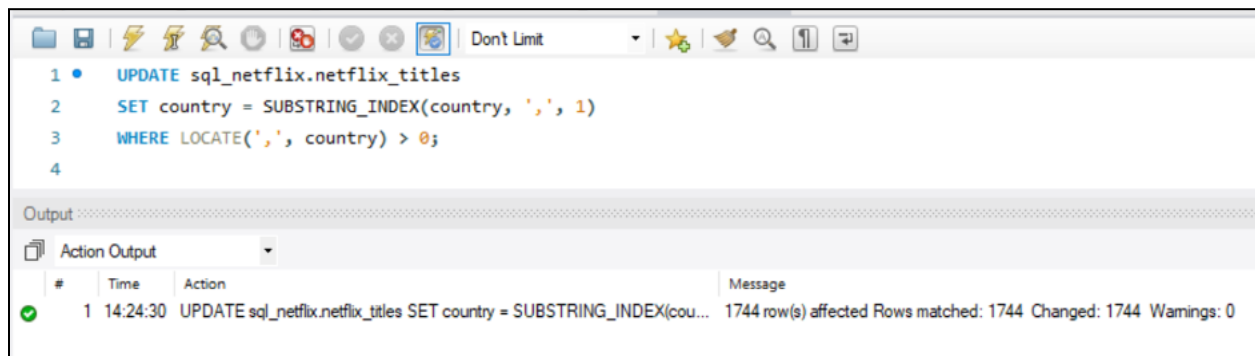 Don't Limit
1 UPDATE sql_netflix.netflix_titles
2 SET country = SUBSTRING_INDEX(country, ',', 1)
3 WHERE LOCATE(',', country) > 0;
4
Output
Action Output
# Time Action Message
1 14:24:30 UPDATE sql_netflix.netflix_titles SET country = SUBSTRING_INDEX(cou... 1744 row(s) affected Rows matched: 1744 Changed: 1744 Warnings: 0